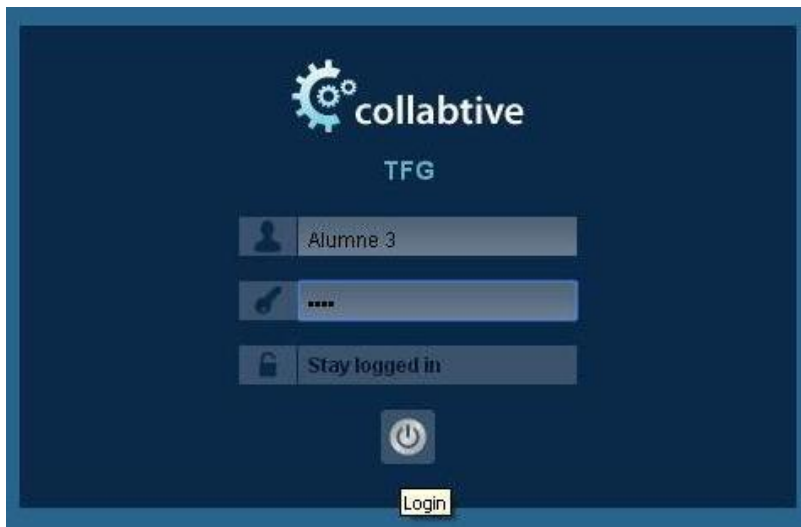 collabtive
TFG
Alumne 3
••••
Stay logged in
Login